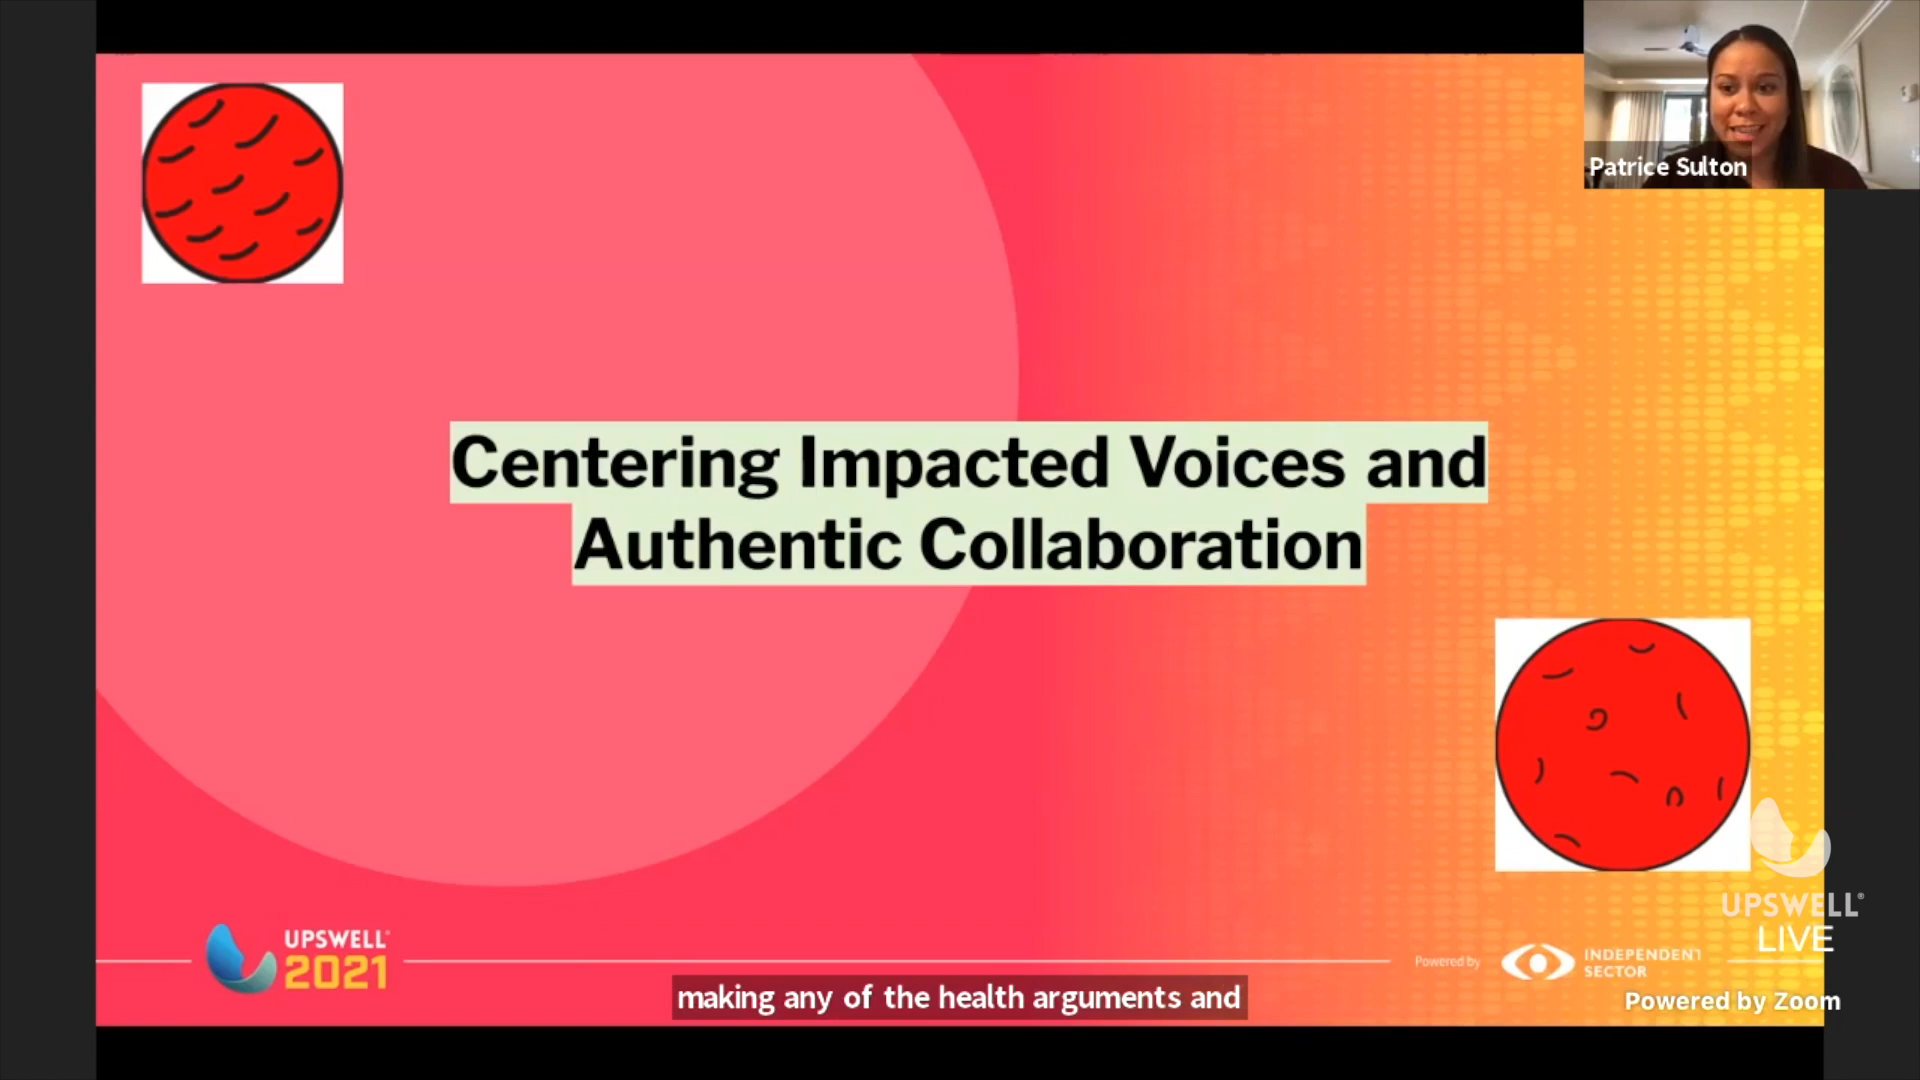 Patrice Sulton
Centering Impacted Voices and
Authentic Collaboration
UPSWELL®
LIVE
UPSWELL
2021
Powered by
INDEPENDENT
SECTOR
making any of the health arguments and
Powered by Zoom